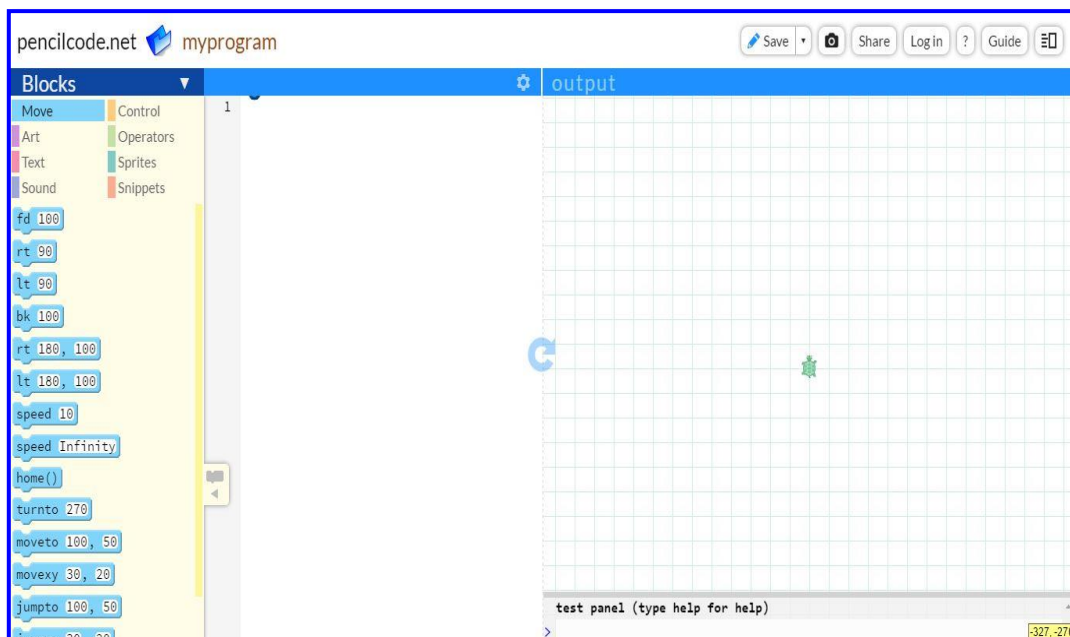 pencilcode.net myprogram
Save Share Log in ? Guide
Blocks
output
Move Control
Art Operators
Text Sprites
Sound Snippets
1
fd 100
rt 90
lt 90
bk 100
rt 180, 100
lt 180, 100
speed 10
speed Infinity
home()
turnto 270
moveto 100, 50
movexy 30, 20
jumpto 100, 50
test panel (type help for help)
>